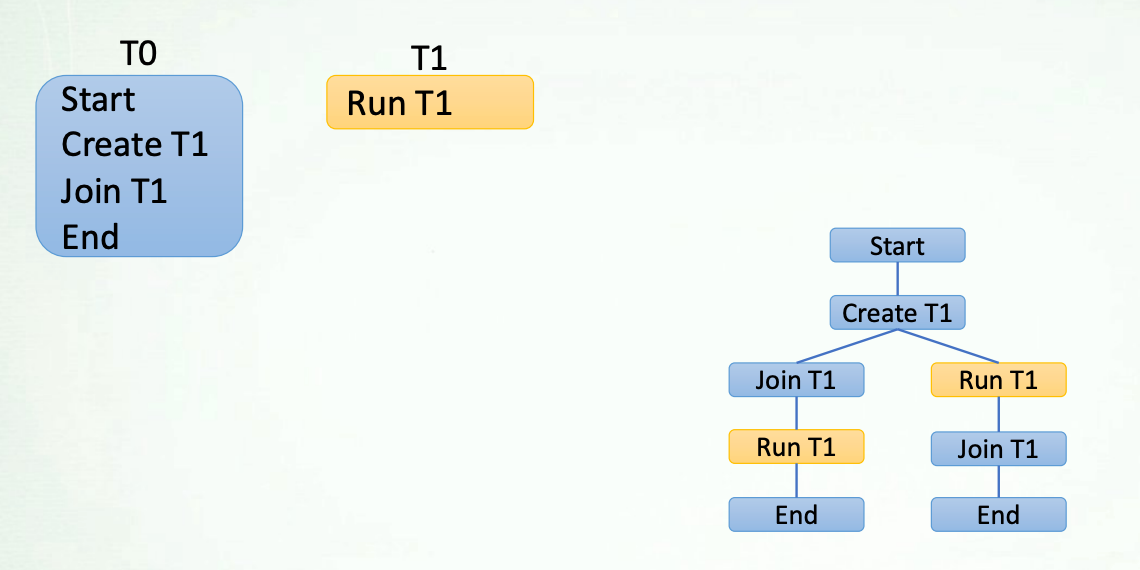 T0
Start
Create T1
Join T1
End
T1
Run T1
Start
Create T1
Join T1
Run T1
End
Run T1
Join T1
End